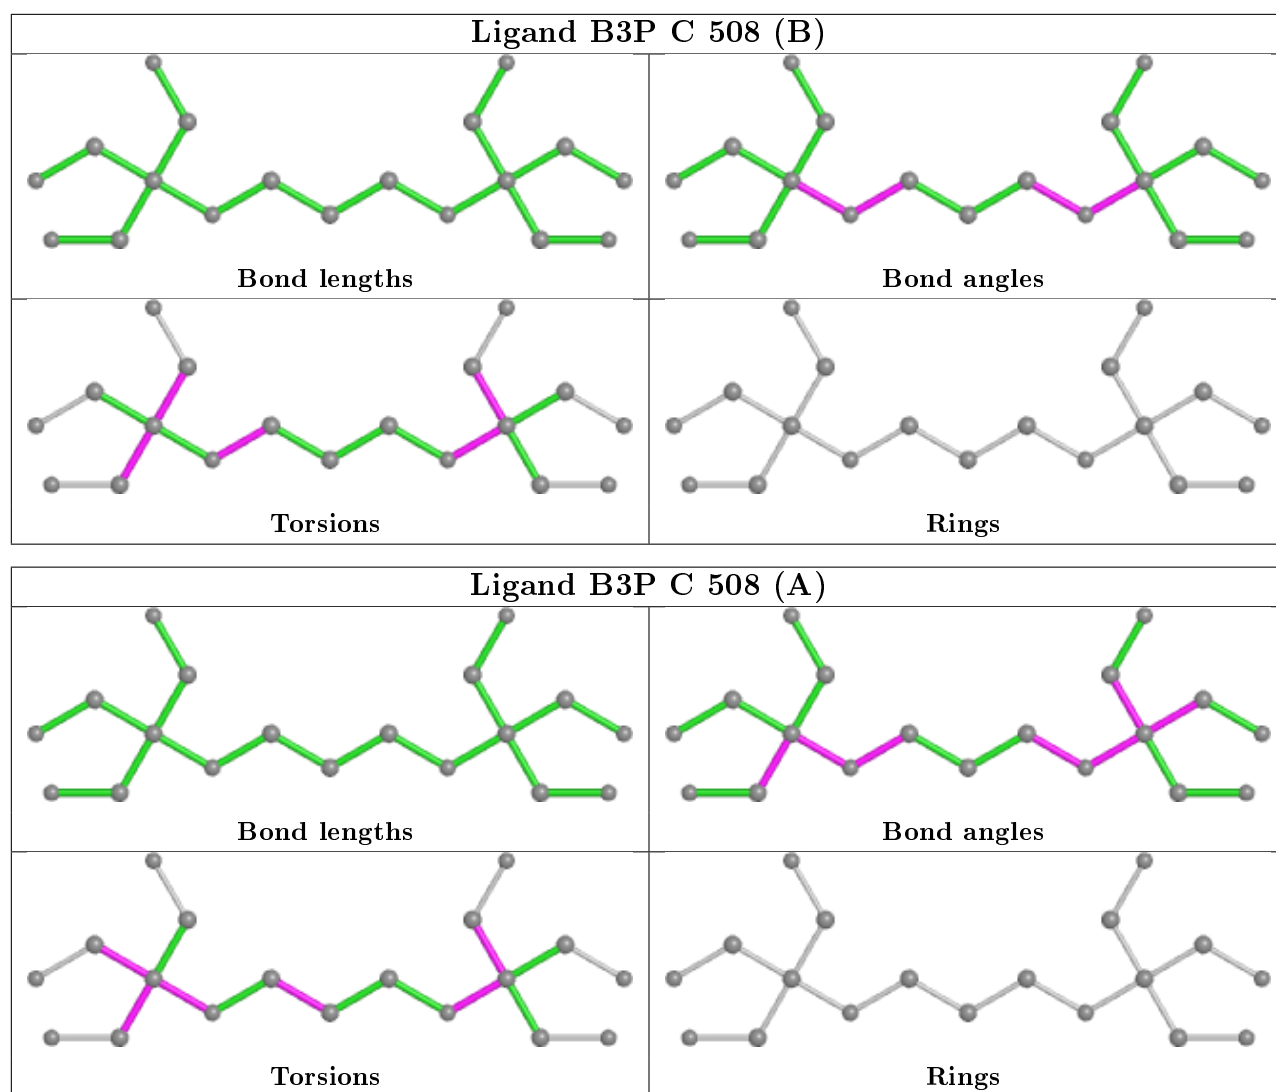 Ligand B3P C 508 (B)
Bond lengths
Bond angles
Torsions
Rings
Ligand B3P C 508 (A)
Bond lengths
Bond angles
Torsions
Rings